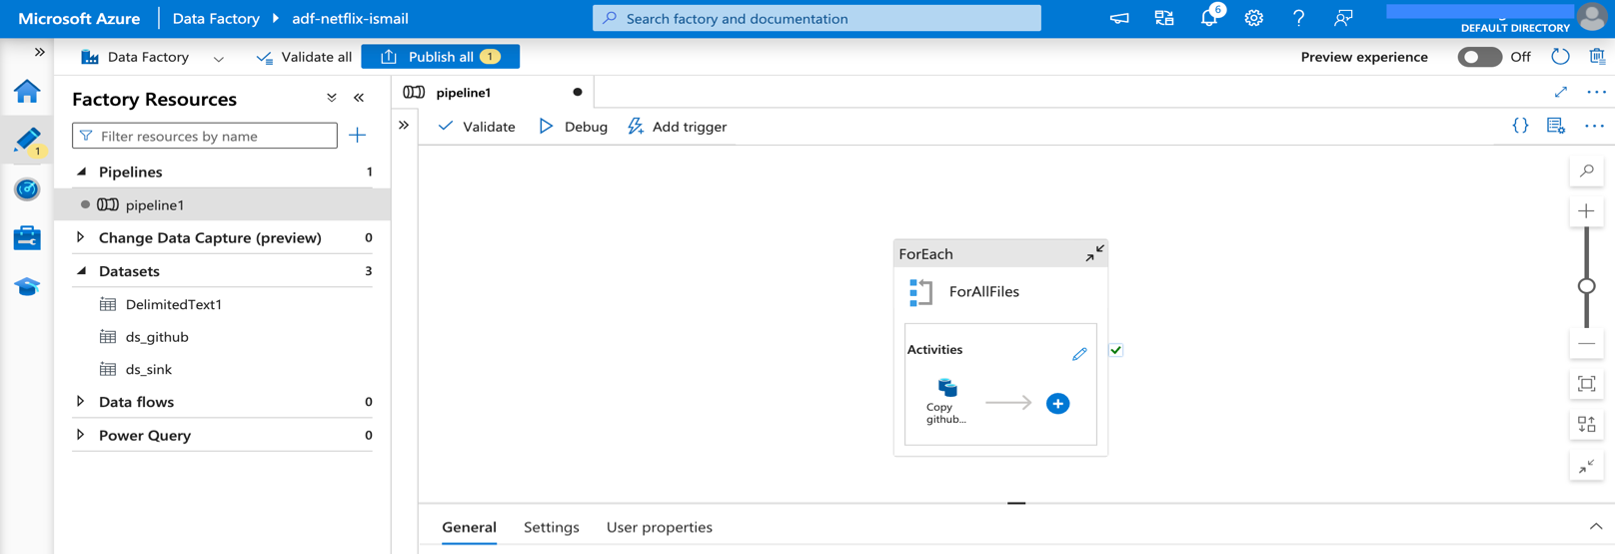 Microsoft Azure
Data Factory
adf-netflix-ismail
Search factory and documentation
6
DEFAULT DIRECTORY
Data Factory
Validate all
Publish all
1
Preview experience
Off
Factory Resources
Filter resources by name
1
Pipelines
1
pipeline1
Change Data Capture (preview)
0
Datasets
3
DelimitedText1
ds_github
ds_sink
Data flows
0
Power Query
0
pipeline1
Validate
Debug
Add trigger
ForEach
ForAllFiles
Activities
Copy
github...
General
Settings
User properties